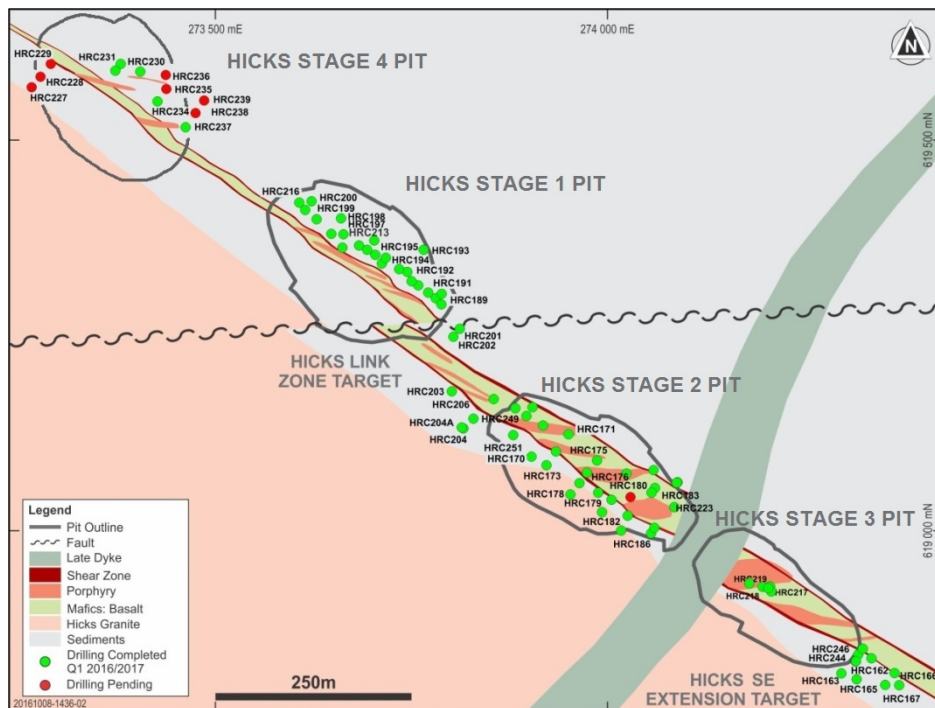 273 500 mE
274 000 mE
N
HRC229
HRC231
HRC230
HICKS STAGE 4 PIT
HRC236
HRC228
HRC235
HRC227
HRC239
HRC234
HRC238
HRC237
619 500 mN
HICKS STAGE 1 PIT
HRC216
HRC200
HRC199
HRC198
HRC197
HRC213
HRC195
HRC193
HRC194
HRC192
HRC191
HRC189
HRC201
HRC202
HICKS LINK
ZONE TARGET
HICKS STAGE 2 PIT
HRC203
HRC206
HRC249
HRC204A
HRC171
HRC204
HRC251
HRC170
HRC175
HRC173
HRC176
HRC180
HRC178
HRC179
HRC183
HRC223
HRC182
HICKS STAGE 3 PIT
HRC186
619 000 mN
HRC219
HRC218
HRC217
HRC246
HRC244
HRC162
HRC163
HRC166
HRC165
HRC167
HICKS SE
EXTENSION TARGET
Legend
Pit Outline
Fault
Late Dyke
Shear Zone
Porphyry
Mafics: Basalt
Hicks Granite
Sediments
Drilling Completed
Q1 2016/2017
Drilling Pending
250m
20161008-1436-02